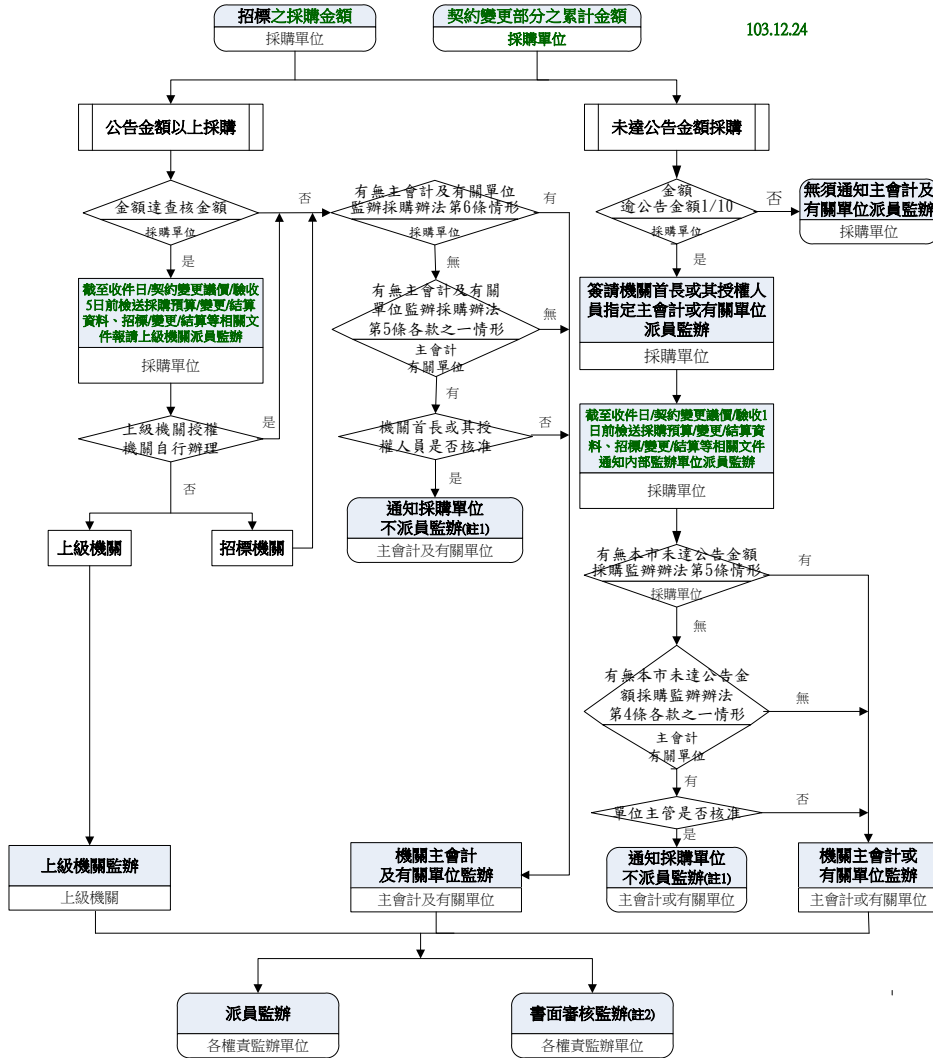 招標之採購金額
採購單位
契約變更部分之累計金額
採購單位
103.12.24
公告金額以上採購
未達公告金額採購
金額達查核金額
採購單位
否
是
有無主會計及有關單位
監辦採購辦法第6條情形
採購單位
有
無
金額
逾公告金額1/10
採購單位
否
是
無須通知主會計及
有關單位派員監辦
採購單位
截至收件日/契約變更議價/驗收
5日前檢送採購預算/變更/結算
資料、招標/變更/結算等相關文
件報請上級機關派員監辦
採購單位
有無主會計及有關
單位監辦採購辦法
第5條各款之一情形
主會計
有關單位
無
有
簽請機關首長或其授權人
員指定主會計或有關單位
派員監辦
採購單位
上級機關授權
機關自行辦理
是
否
機關首長或其授
權人員是否核准
否
是
截至收件日/契約變更議價/驗收1
日前檢送採購預算/變更/結算資
料、招標/變更/結算等相關文件
通知內部監辦單位派員監辦
採購單位
上級機關
招標機關
通知採購單位
不派員監辦(註1)
主會計及有關單位
有無本市未達公告金額
採購監辦辦法第5條情形
採購單位
有
無
有無本市未達公告金
額採購監辦辦法
第4條各款之一情形
主會計
有關單位
無
有
單位主管是否核准
否
是
上級機關監辦
上級機關
機關主會計
及有關單位監辦
主會計及有關單位
通知採購單位
不派員監辦(註1)
主會計或有關單位
機關主會計或
有關單位監辦
主會計或有關單位
派員監辦
各權責監辦單位
書面審核監辦(註2)
各權責監辦單位